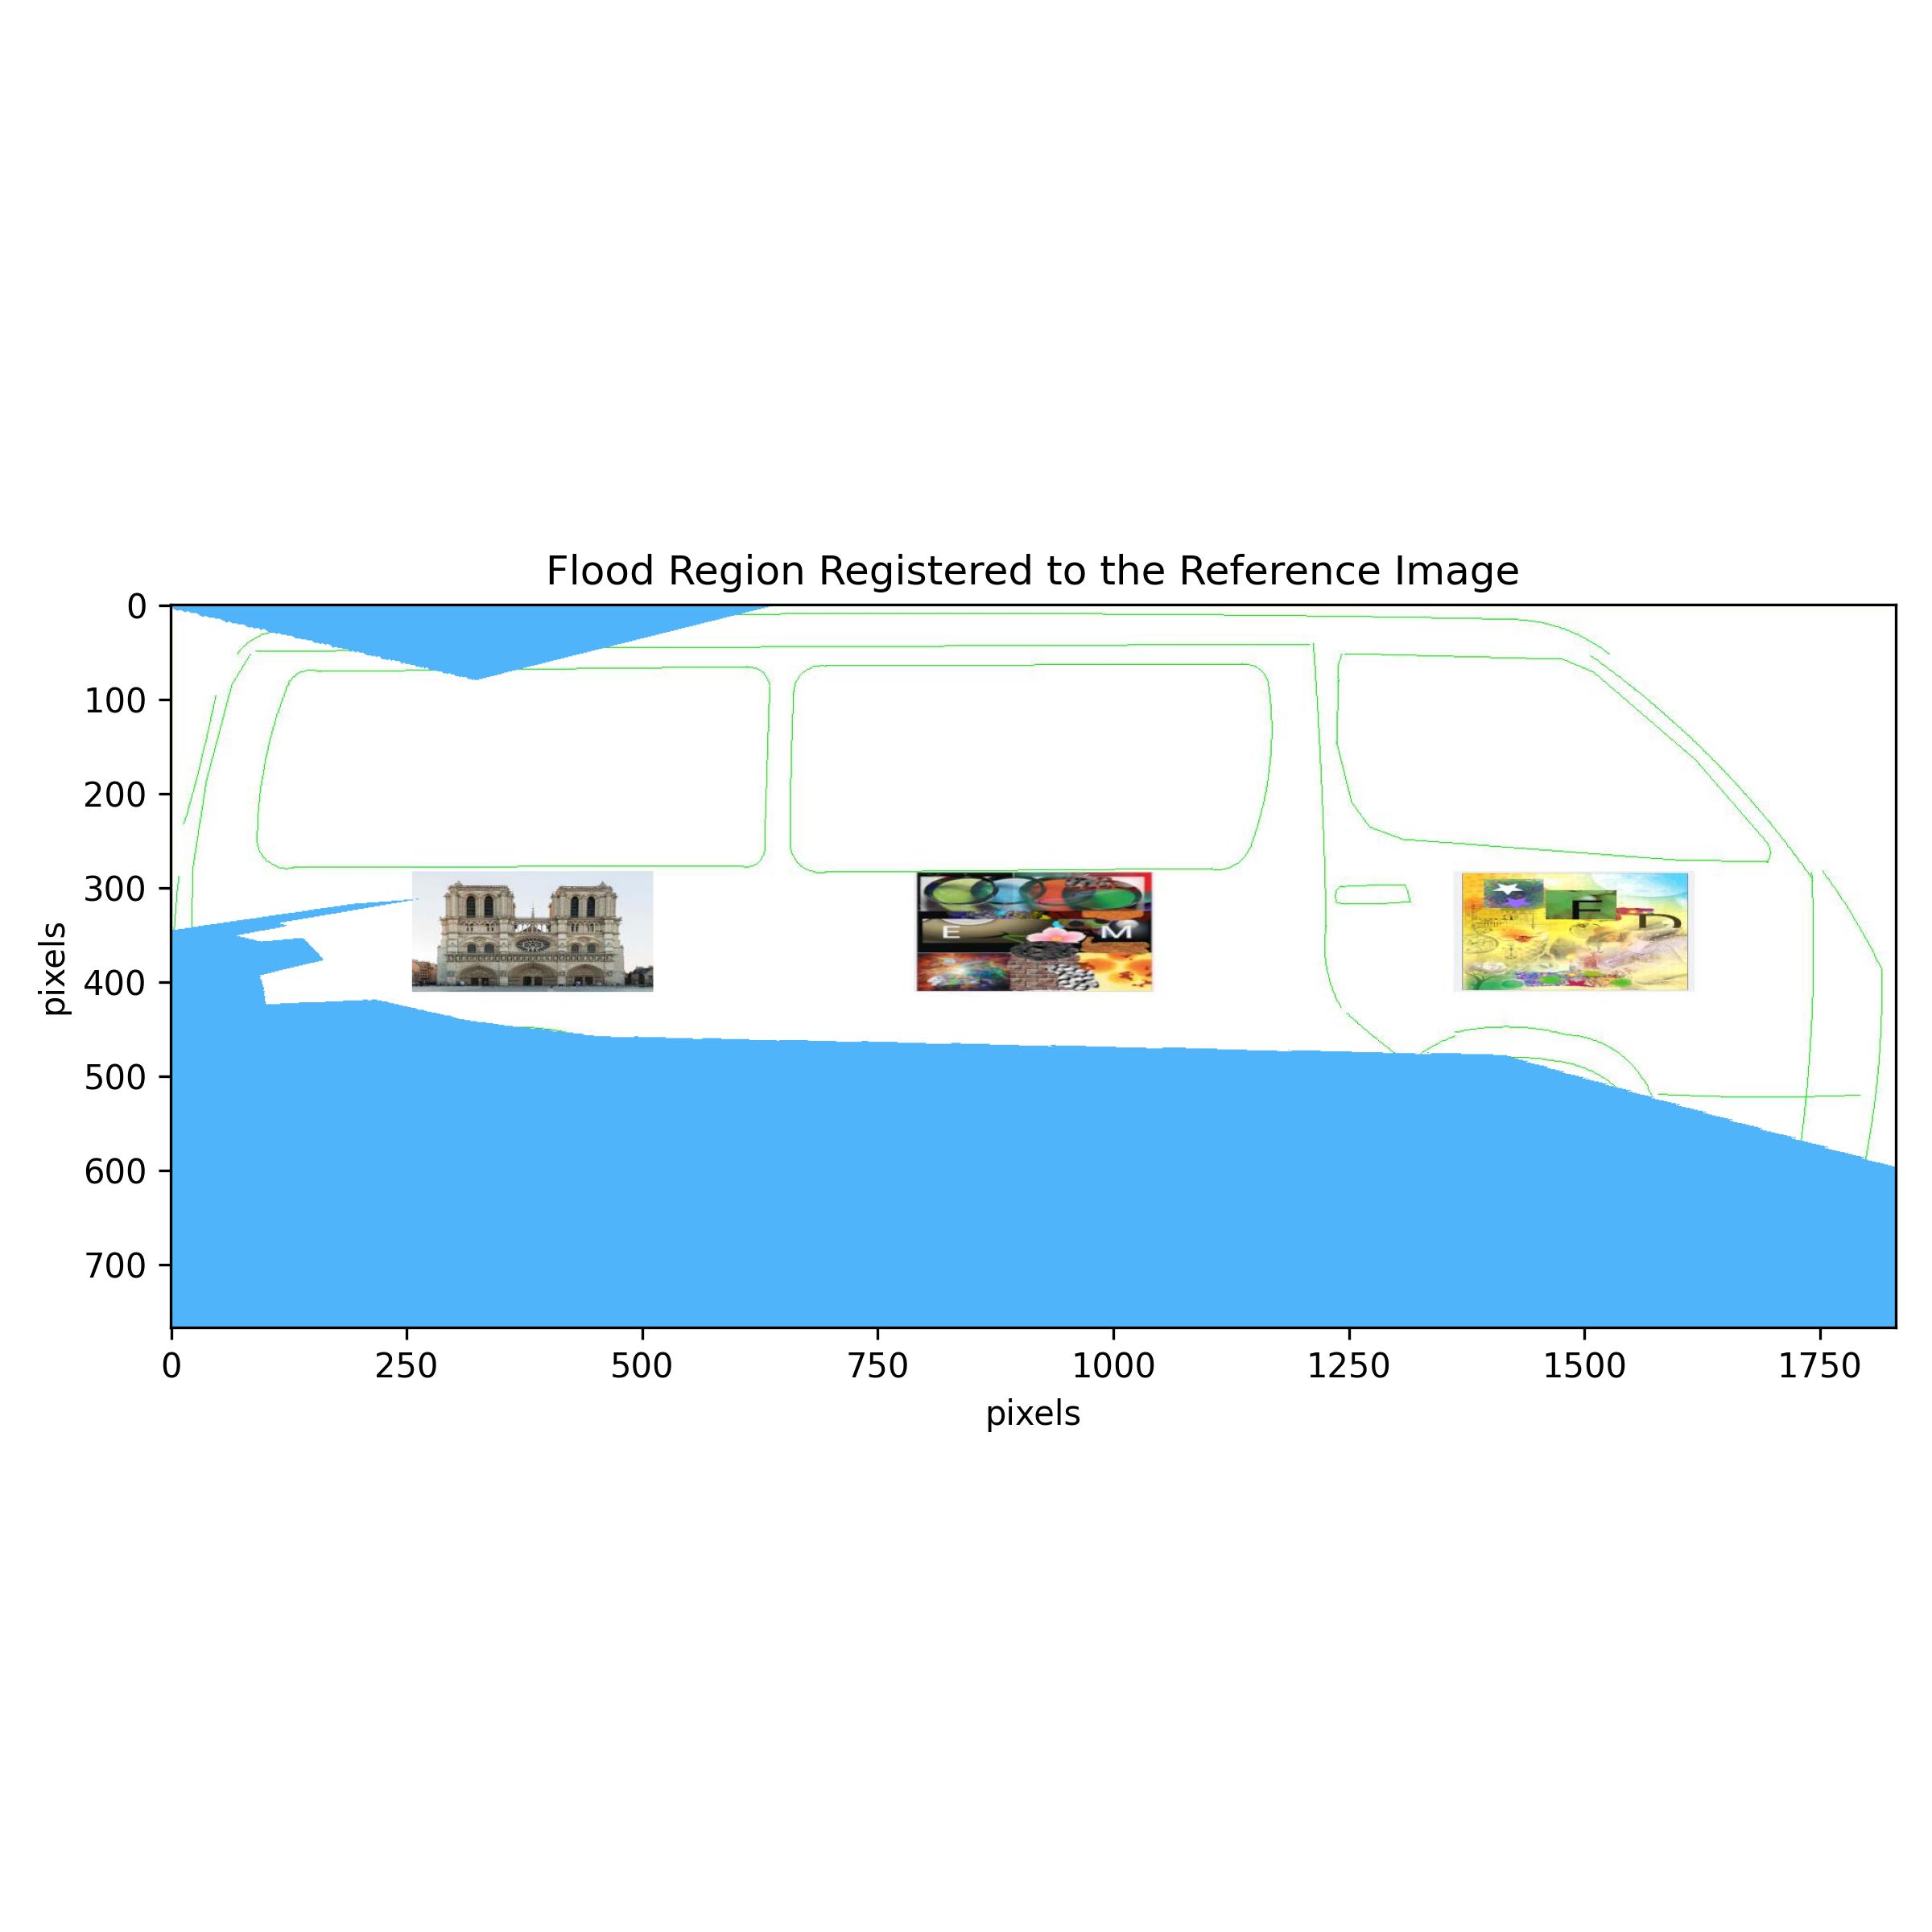 Flood Region Registered to the Reference Image
0
100
200
300
400
500
600
700
pixels
E
M
F
D
0 250 500 750 1000 1250 1500 1750
pixels